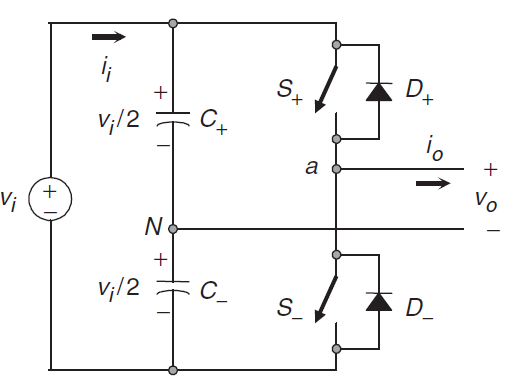 i_i
+
v_i/2
C_+
−
S_+
D_+
a
i_o
+
v_o
−
v_i
+
−
N
+
v_i/2
C_−
−
S_−
D_−